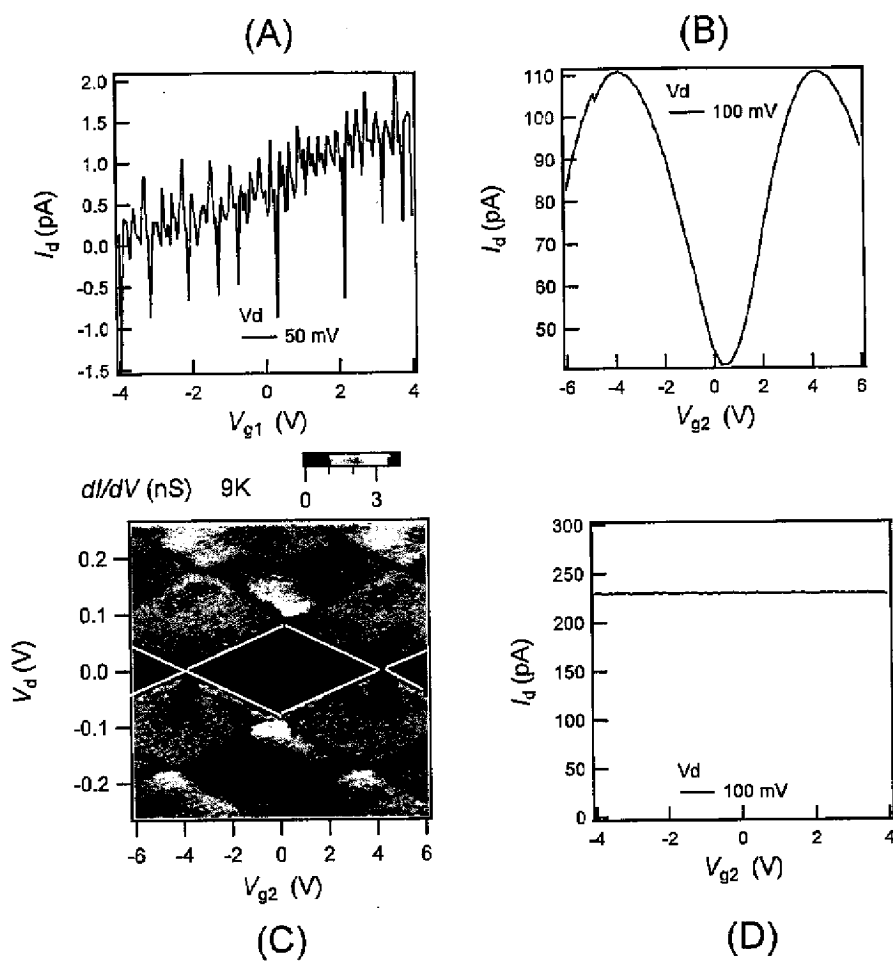 (A)
2.0
1.5
1.0
0.5
0.0
-0.5
-1.0
-1.5
I_d (pA)
Vd
50 mV
-4 -2 0 2 4
V_g1 (V)
(B)
110
100
90
80
70
60
50
I_d (pA)
Vd
100 mV
-6 -4 -2 0 2 4 6
V_g2 (V)
dI/dV (nS) 9K
0 3
0.2
0.1
0.0
-0.1
-0.2
V_d (V)
-6 -4 -2 0 2 4 6
V_g2 (V)
(C)
300
250
200
150
100
50
0
I_d (pA)
Vd
100 mV
-4 -2 0 2 4
V_g2 (V)
(D)